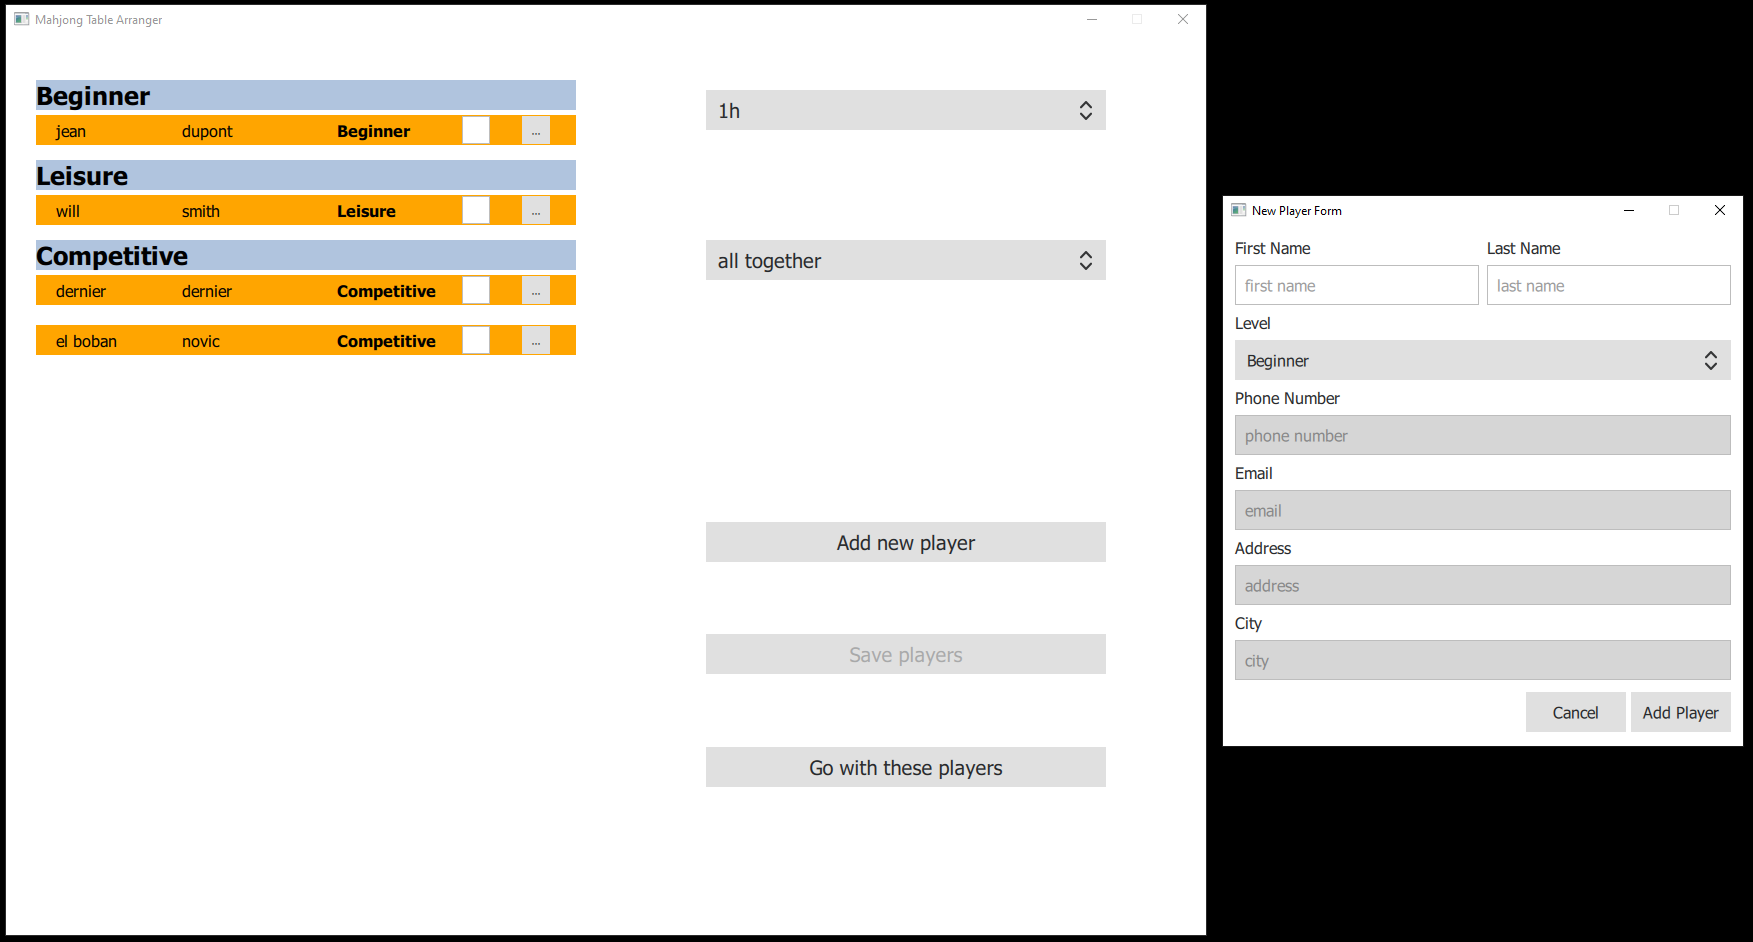 Mahjong Table Arranger
Beginner
jean dupont Beginner ...
Leisure
will smith Leisure ...
Competitive
dernier dernier Competitive ...
el boban novic Competitive ...
1h
all together
Add new player
Save players
Go with these players
New Player Form
First Name Last Name
first name last name
Level
Beginner
Phone Number
phone number
Email
email
Address
address
City
city
Cancel Add Player